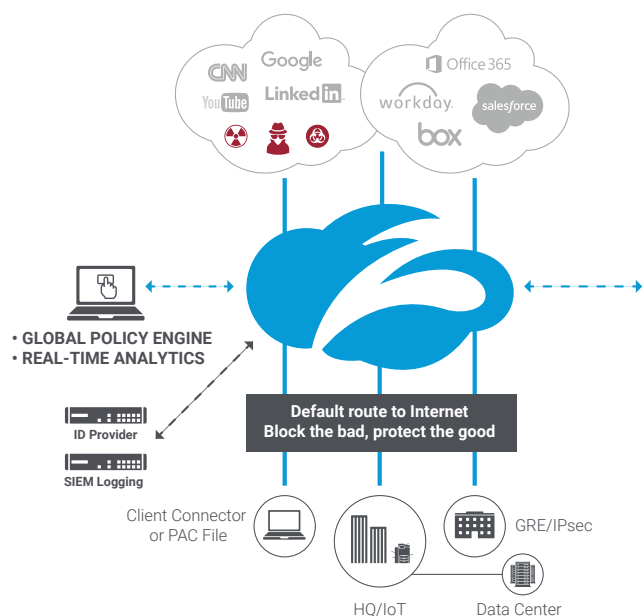 CNN
Google
YouTube
LinkedIn
Office 365
workday.
salesforce
box
• GLOBAL POLICY ENGINE
• REAL-TIME ANALYTICS
ID Provider
SIEM Logging
Default route to Internet
Block the bad, protect the good
Client Connector
or PAC File
HQ/IoT
GRE/IPsec
Data Center